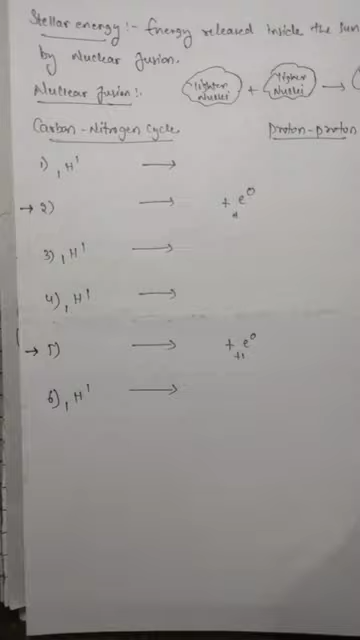 Stellar energy :- Energy released inside the sun
by Nuclear fusion.
Nuclear fusion :- lighter Nuclei + lighter Nuclei →
Carbon-Nitrogen cycle Proton-proton
1) ₁H¹ →
→ 2) → + ₊₁e⁰
3) ₁H¹ →
4) ₁H¹ →
→ 5) → + ₊₁e⁰
6) ₁H¹ →